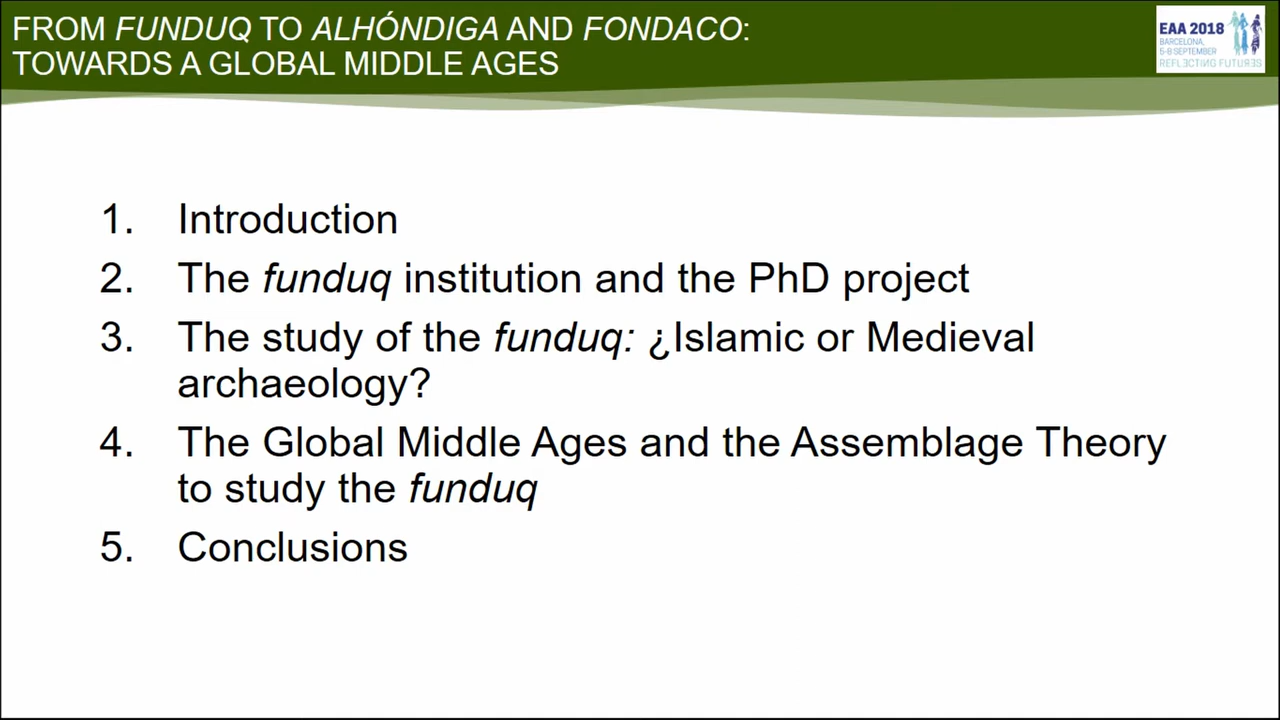 FROM FUNDUQ TO ALHÓNDIGA AND FONDACO:
TOWARDS A GLOBAL MIDDLE AGES
EAA 2018
BARCELONA,
5-8 SEPTEMBER
REFLECTING FUTURES
1. Introduction
2. The funduq institution and the PhD project
3. The study of the funduq: ¿Islamic or Medieval
archaeology?
4. The Global Middle Ages and the Assemblage Theory
to study the funduq
5. Conclusions